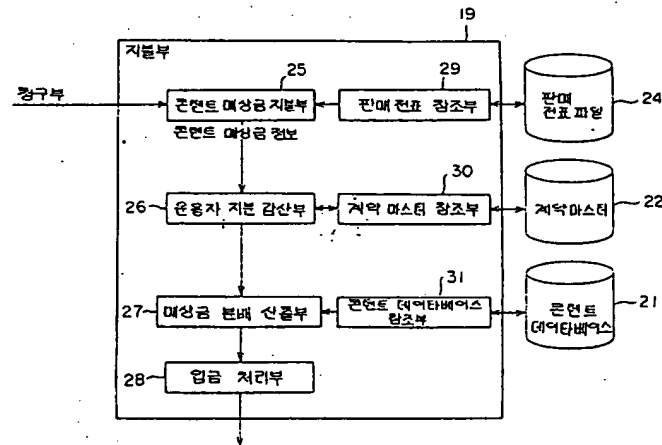 19
지불부
25
29
청구부
콘텐트 매상금 지불부
판매 전표 참조부
판매
전표 파일
24
콘텐트 매상금 정보
30
26
운용자 지분 감산부
계약 마스터 참조부
계약 마스터
22
31
27
매상금 분배 산출부
콘텐트 데이타베이스
참조부
콘텐트
데이타베이스
21
28
입금 처리부